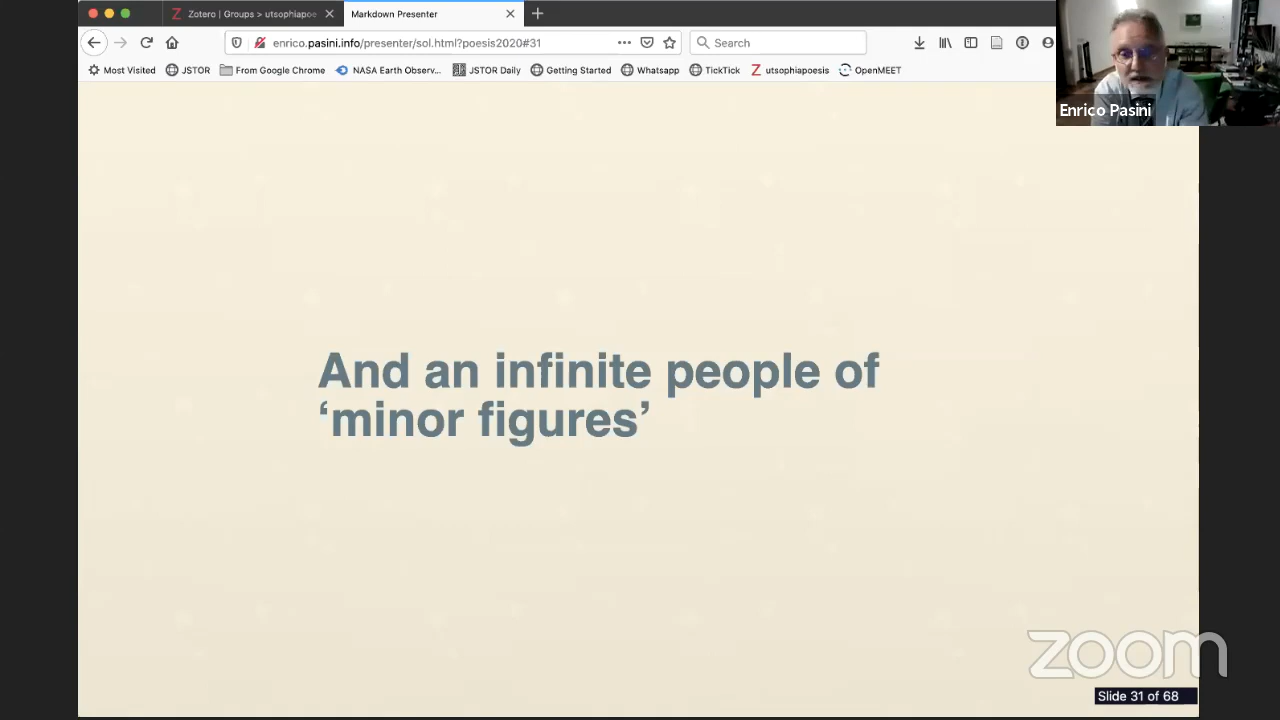 Zotero | Groups > utsophiapoe
Markdown Presenter
enrico.pasini.info/presenter/sol.html?poesis2020#31
Search
Most Visited
JSTOR
From Google Chrome
NASA Earth Observ...
JSTOR Daily
Getting Started
Whatsapp
TickTick
utsophiapoesis
OpenMEET
Enrico Pasini
And an infinite people of
‘minor figures’
zoom
Slide 31 of 68